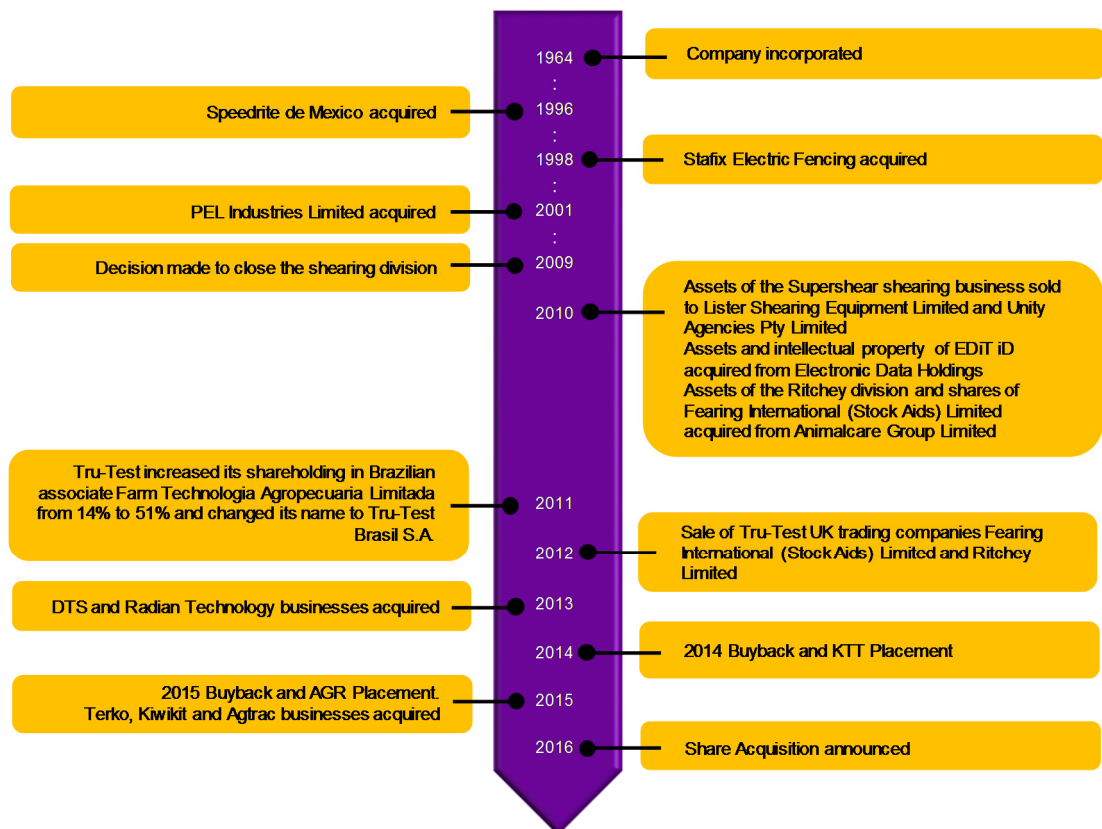 1964
Company incorporated
:
Speedrite de Mexico acquired
1996
:
1998
Stafix Electric Fencing acquired
:
PEL Industries Limited acquired
2001
:
Decision made to close the shearing division
2009
2010
Assets of the Supershear shearing business sold
to Lister Shearing Equipment Limited and Unity
Agencies Pty Limited
Assets and intellectual property of EDiT iD
acquired from Electronic Data Holdings
Assets of the Ritchey division and shares of
Fearing International (Stock Aids) Limited
acquired from Animalcare Group Limited
Tru-Test increased its shareholding in Brazilian
associate Farm Technologia Agropecuaria Limitada
from 14% to 51% and changed its name to Tru-Test
Brasil S.A.
2011
2012
Sale of Tru-Test UK trading companies Fearing
International (Stock Aids) Limited and Ritchey
Limited
DTS and Radian Technology businesses acquired
2013
2014
2014 Buyback and KTT Placement
2015 Buyback and AGR Placement.
Terko, Kiwikit and Agtrac businesses acquired
2015
2016
Share Acquisition announced